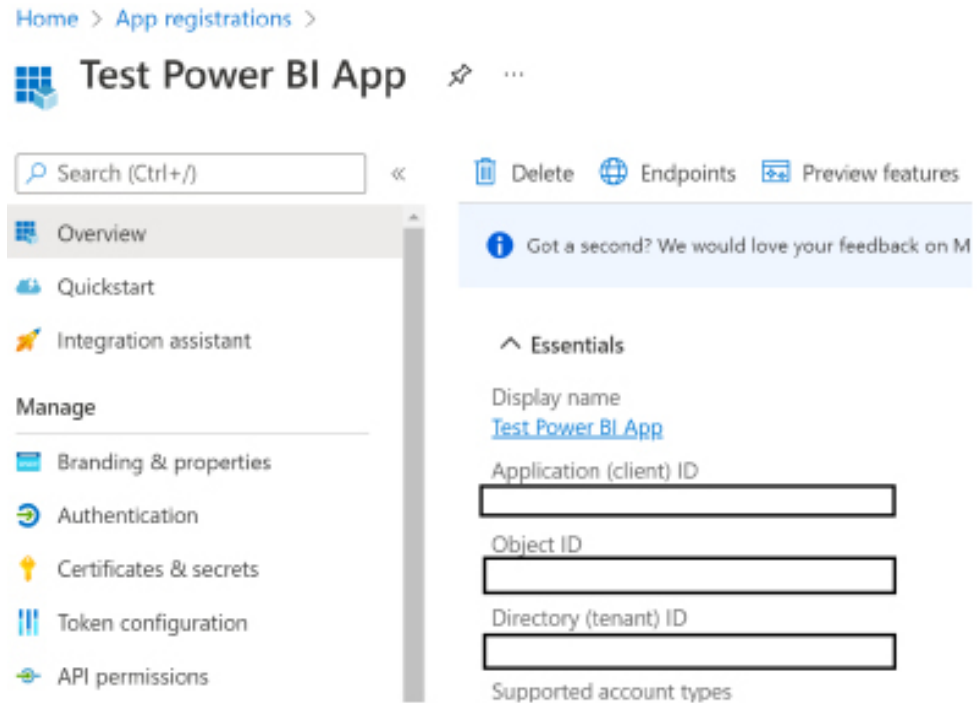 Home > App registrations >
Test Power BI App
Search (Ctrl+/)
Overview
Quickstart
Integration assistant
Manage
Branding & properties
Authentication
Certificates & secrets
Token configuration
API permissions
Delete Endpoints Preview features
Got a second? We would love your feedback on M
Essentials
Display name
Test Power BI App
Application (client) ID
Object ID
Directory (tenant) ID
Supported account types